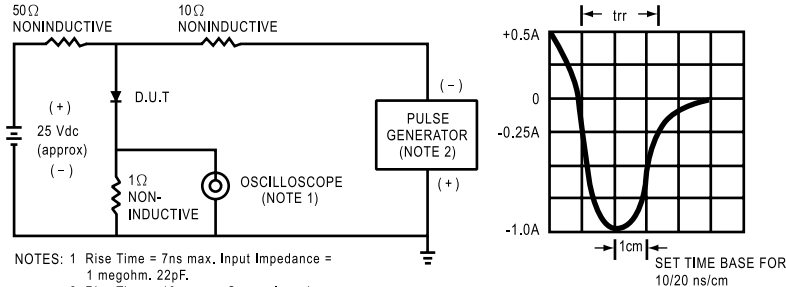 50Ω
NONINDUCTIVE
10Ω
NONINDUCTIVE
(+)
25 Vdc
(approx)
(−)
D.U.T
1Ω
NON-
INDUCTIVE
OSCILLOSCOPE
(NOTE 1)
(−)
PULSE
GENERATOR
(NOTE 2)
(+)
trr
+0.5A
0
-0.25A
-1.0A
1cm
SET TIME BASE FOR
10/20 ns/cm
NOTES: 1 Rise Time = 7ns max. Input Impedance =
1 megohm. 22pF.